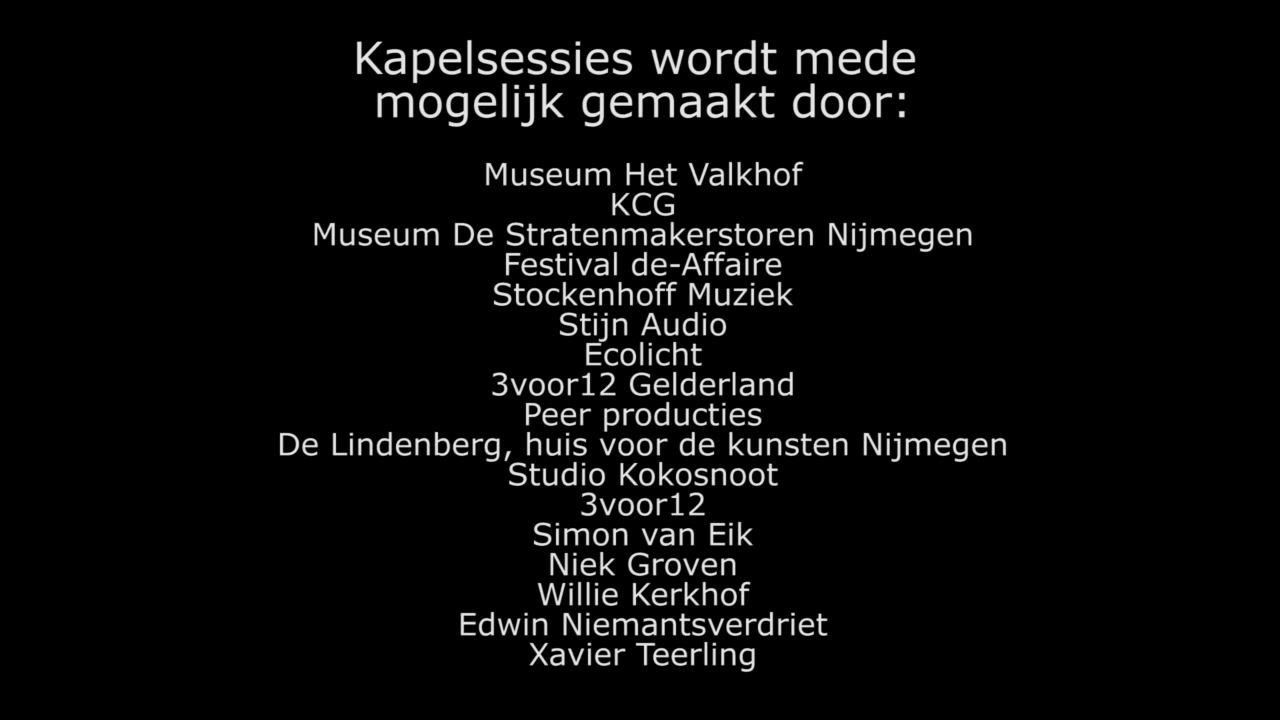 Kapelsessies wordt mede
mogelijk gemaakt door:
Museum Het Valkhof
KCG
Museum De Stratenmakerstoren Nijmegen
Festival de-Affaire
Stockenhoff Muziek
Stijn Audio
Ecolicht
3voor12 Gelderland
Peer producties
De Lindenberg, huis voor de kunsten Nijmegen
Studio Kokosnoot
3voor12
Simon van Eik
Niek Groven
Willie Kerkhof
Edwin Niemantsverdriet
Xavier Teerling